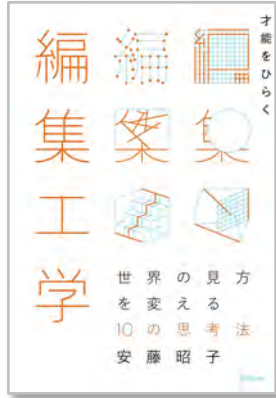 才能をひらく
編集工学
世界の見方
を変える
10の思考法
安藤昭子